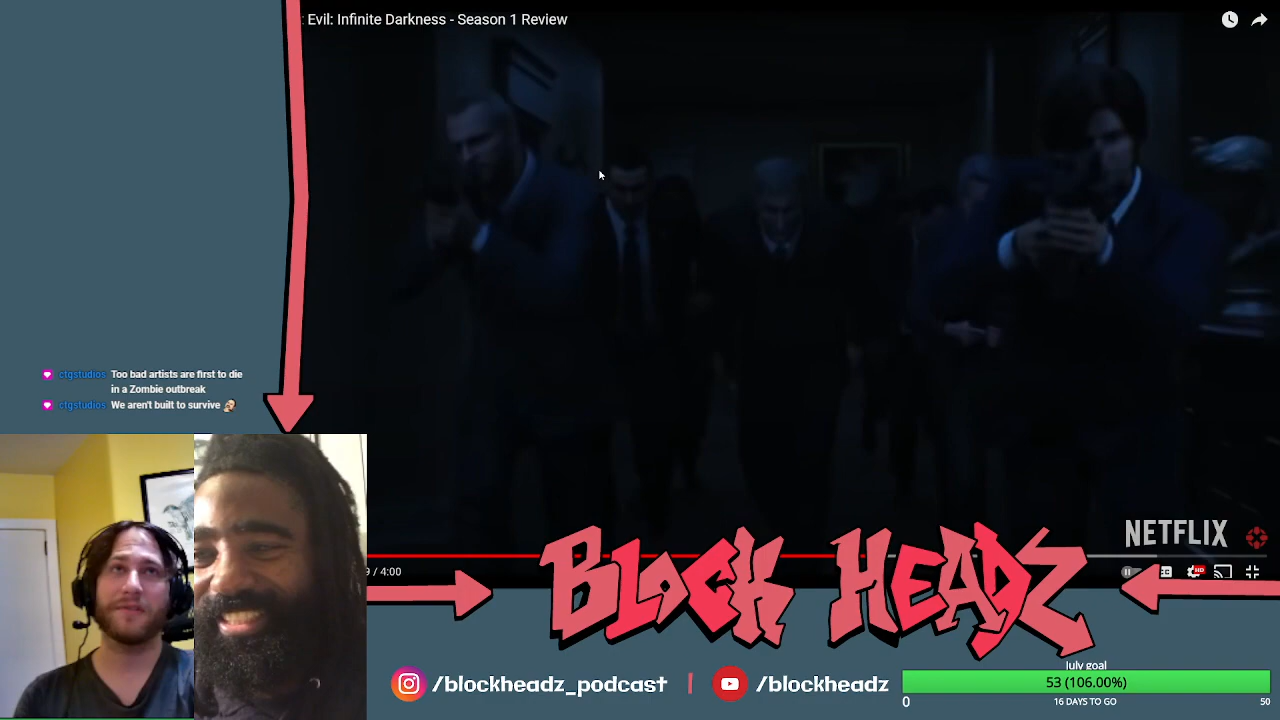 : Evil: Infinite Darkness - Season 1 Review
ctgstudios Too bad artists are first to die
in a Zombie outbreak
ctgstudios We aren't built to survive
NETFLIX
9 / 4:00
HD
BLOCK HEADZ
/blockheadz_podcast | /blockheadz
July goal
53 (106.00%)
0 16 DAYS TO GO 50